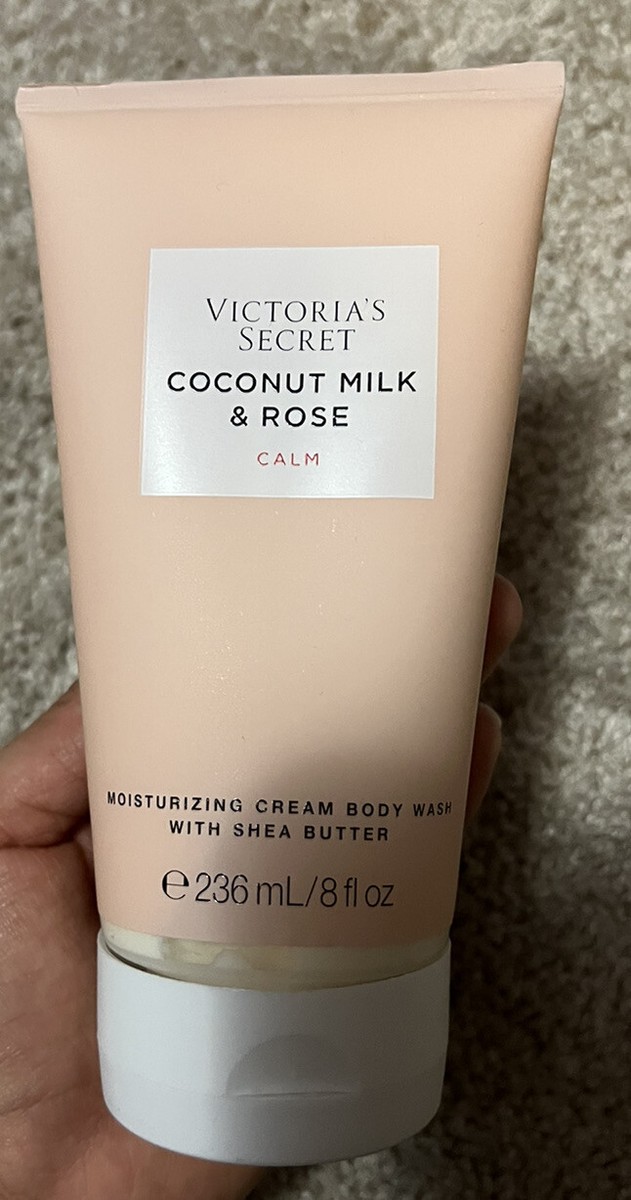 VICTORIA'S
SECRET
COCONUT MILK
& ROSE
CALM
MOISTURIZING CREAM BODY WASH
WITH SHEA BUTTER
℮236 mL/8 fl oz